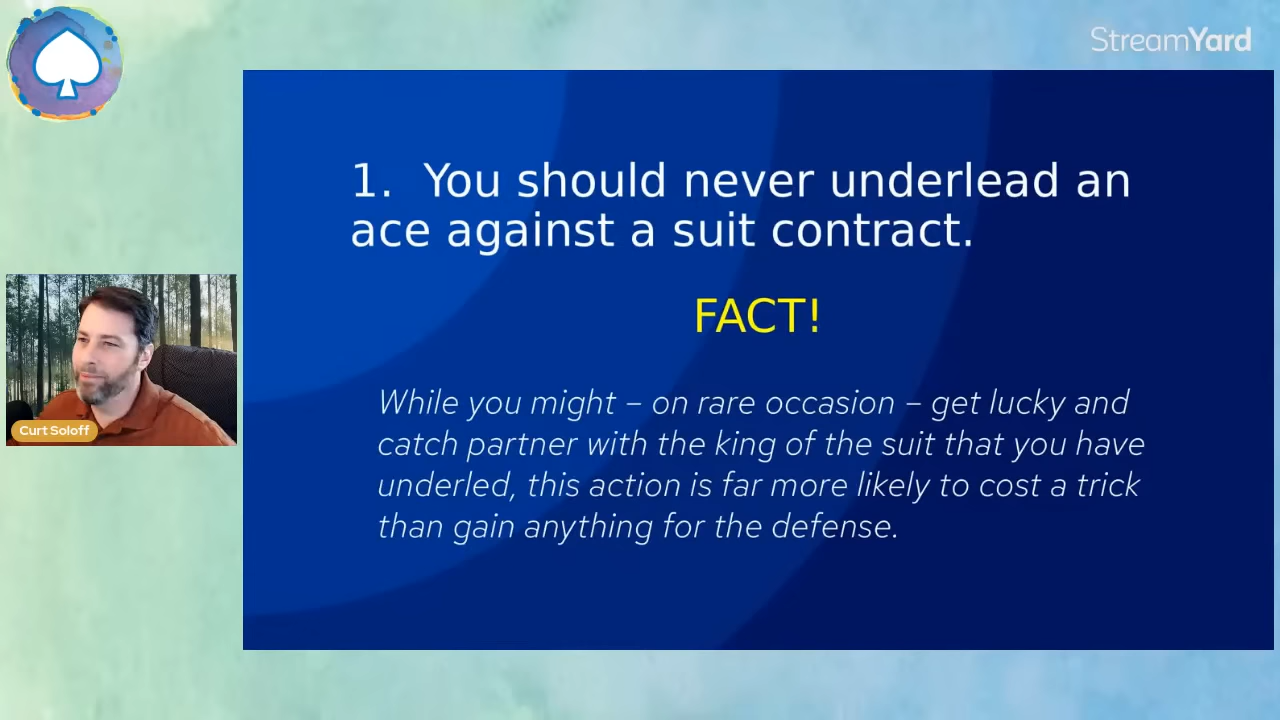 StreamYard
1. You should never underlead an
ace against a suit contract.
FACT!
While you might – on rare occasion – get lucky and
catch partner with the king of the suit that you have
underled, this action is far more likely to cost a trick
than gain anything for the defense.
Curt Soloff